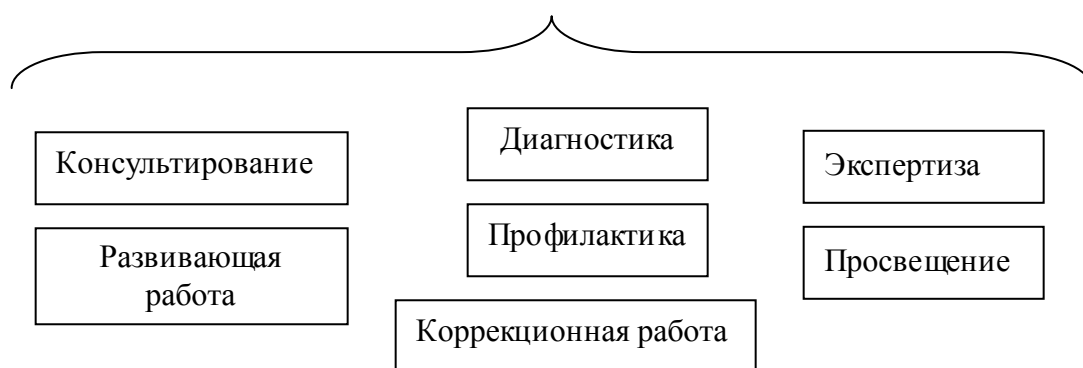 Консультирование
Развивающая
работа
Диагностика
Профилактика
Коррекционная работа
Экспертиза
Просвещение